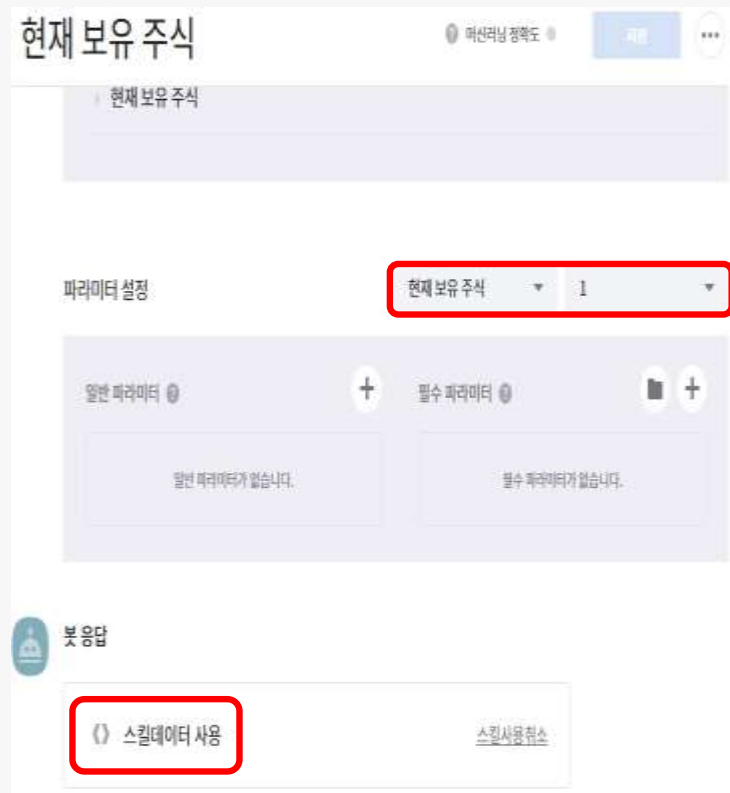 현재 보유 주식
머신러닝 정확도
저장
현재 보유 주식
파라미터 설정
현재 보유 주식
1
일반 파라미터
필수 파라미터
일반 파라미터가 없습니다.
필수 파라미터가 없습니다.
봇 응답
스킬데이터 사용
스킬사용취소